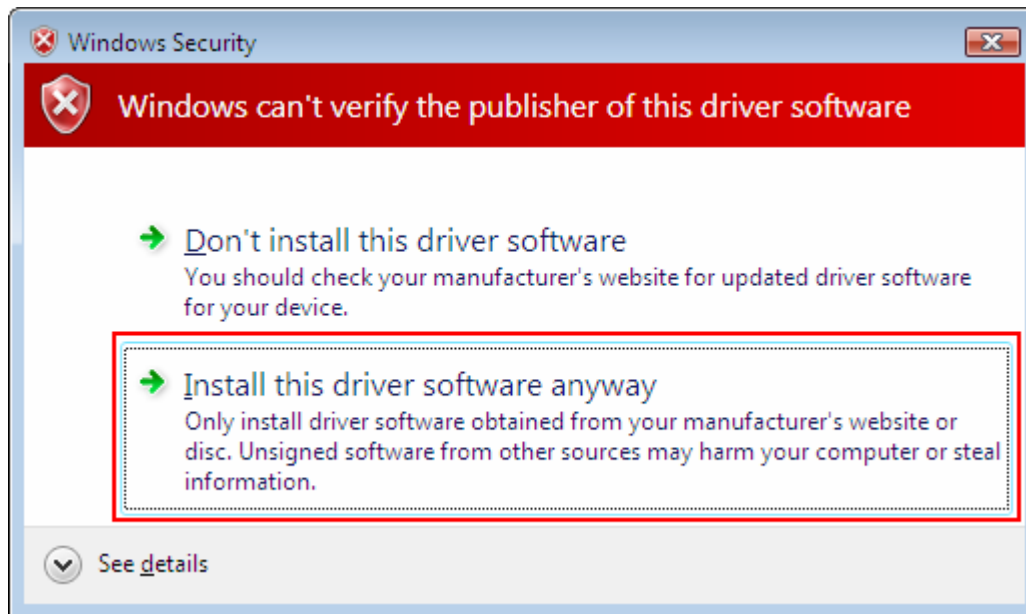 Windows Security
Windows can't verify the publisher of this driver software
Don't install this driver software
You should check your manufacturer's website for updated driver software
for your device.
Install this driver software anyway
Only install driver software obtained from your manufacturer's website or
disc. Unsigned software from other sources may harm your computer or steal
information.
See details